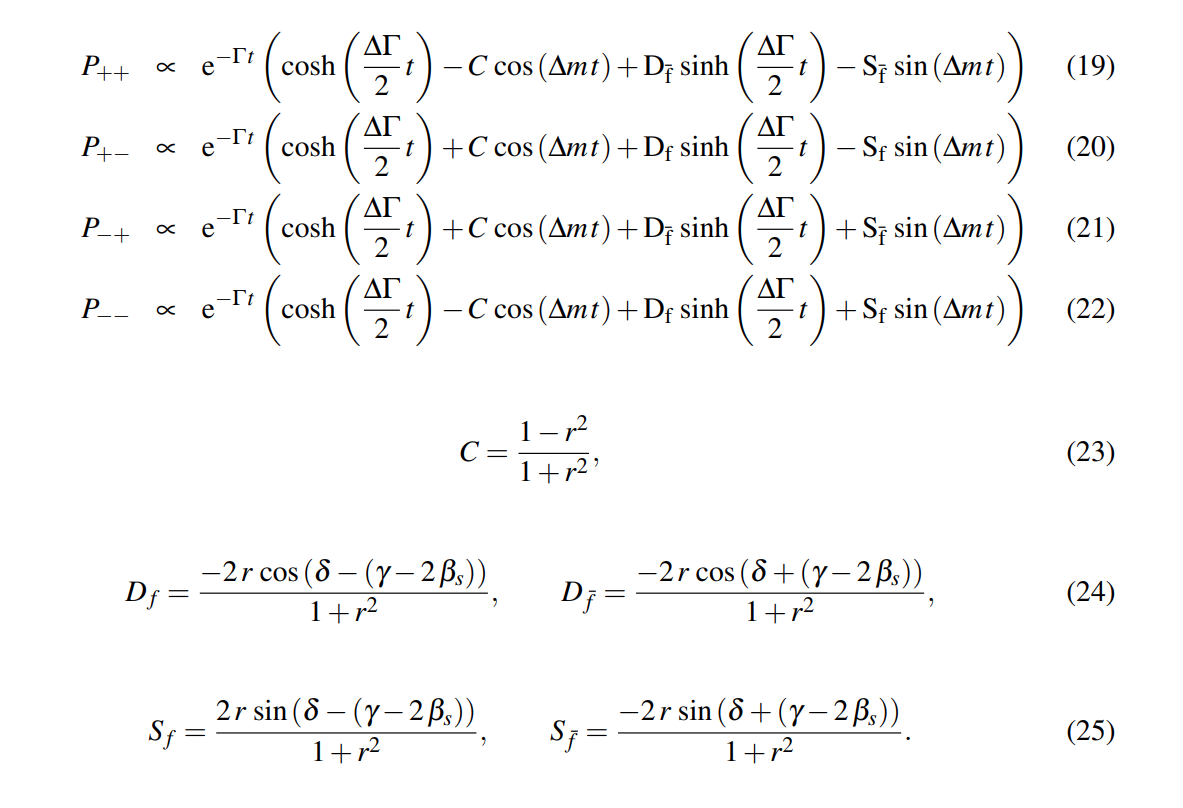 P₊₊ ∝ e^{−Γt} ( cosh ( ΔΓ/2 t ) − C cos (Δmt) + D_f̄ sinh ( ΔΓ/2 t ) − S_f̄ sin (Δmt) ) (19)
P₊₋ ∝ e^{−Γt} ( cosh ( ΔΓ/2 t ) + C cos (Δmt) + D_f sinh ( ΔΓ/2 t ) − S_f sin (Δmt) ) (20)
P₋₊ ∝ e^{−Γt} ( cosh ( ΔΓ/2 t ) + C cos (Δmt) + D_f̄ sinh ( ΔΓ/2 t ) + S_f̄ sin (Δmt) ) (21)
P₋₋ ∝ e^{−Γt} ( cosh ( ΔΓ/2 t ) − C cos (Δmt) + D_f sinh ( ΔΓ/2 t ) + S_f sin (Δmt) ) (22)
C = (1 − r²)/(1 + r²), (23)
D_f = (−2 r cos (δ − (γ − 2β_s)))/(1 + r²), D_f̄ = (−2 r cos (δ + (γ − 2β_s)))/(1 + r²), (24)
S_f = (2 r sin (δ − (γ − 2β_s)))/(1 + r²), S_f̄ = (−2 r sin (δ + (γ − 2β_s)))/(1 + r²). (25)